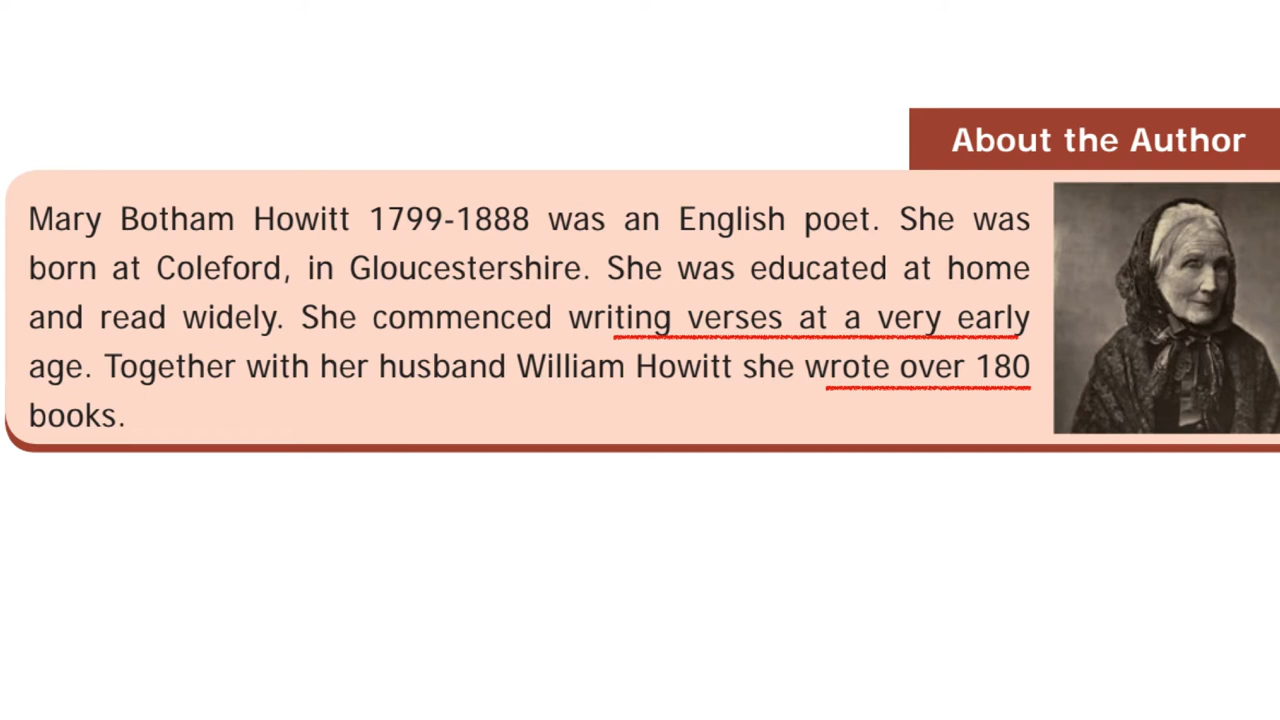 About the Author
Mary Botham Howitt 1799-1888 was an English poet. She was
born at Coleford, in Gloucestershire. She was educated at home
and read widely. She commenced writing verses at a very early
age. Together with her husband William Howitt she wrote over 180
books.